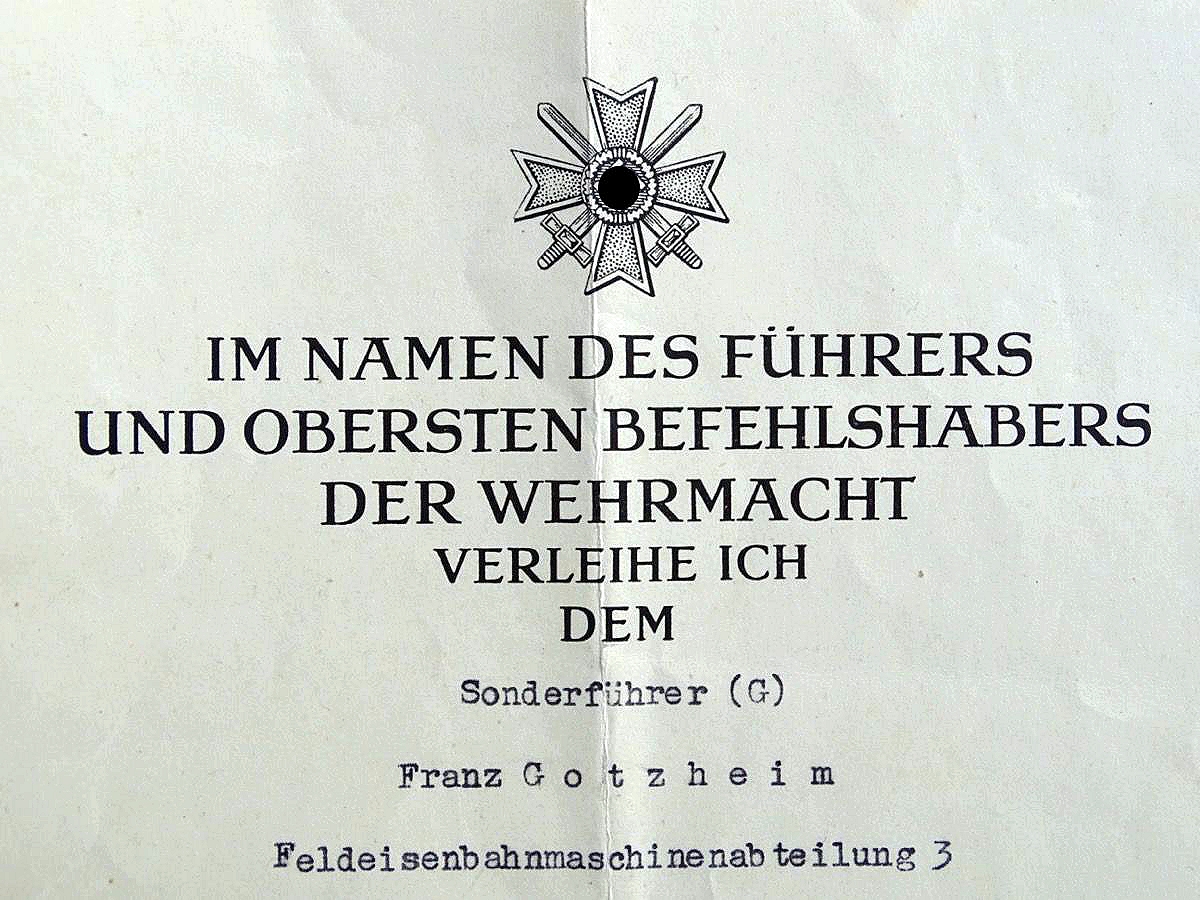 IM NAMEN DES FÜHRERS
UND OBERSTEN BEFEHLSHABERS
DER WEHRMACHT
VERLEIHE ICH
DEM
Sonderführer (G)
Franz G o t z h e i m
Feldeisenbahnmaschinenabteilung 3